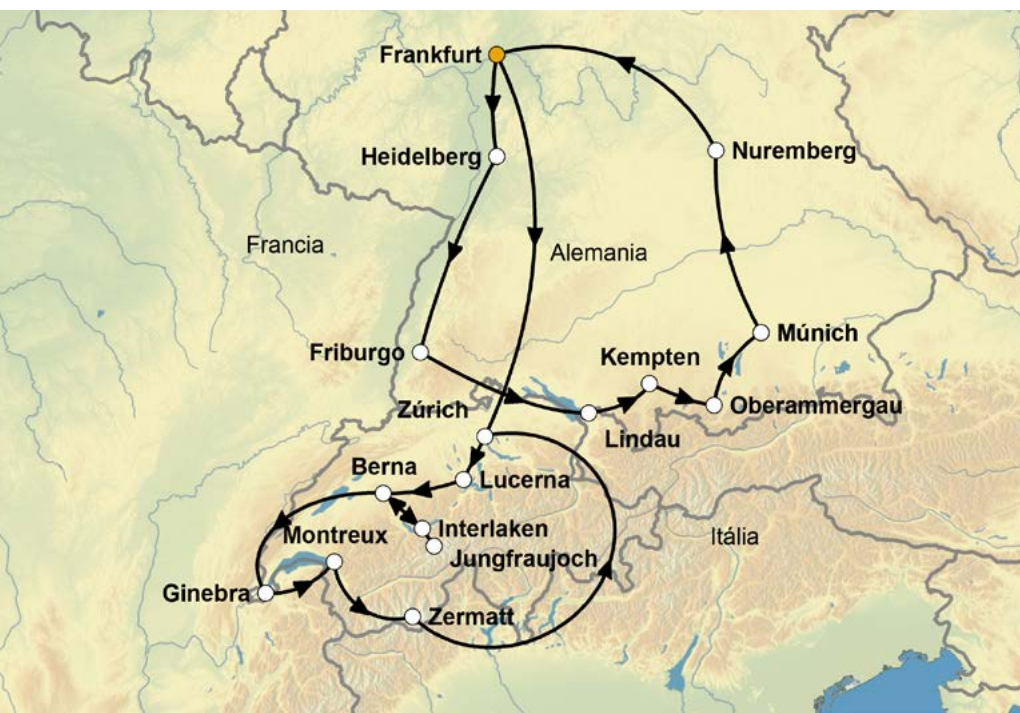 Frankfurt
Heidelberg
Nuremberg
Francia
Alemania
Múnich
Friburgo
Kempten
Oberammergau
Zúrich
Lindau
Berna
Lucerna
Interlaken
Montreux
Itália
Jungfraujoch
Ginebra
Zermatt